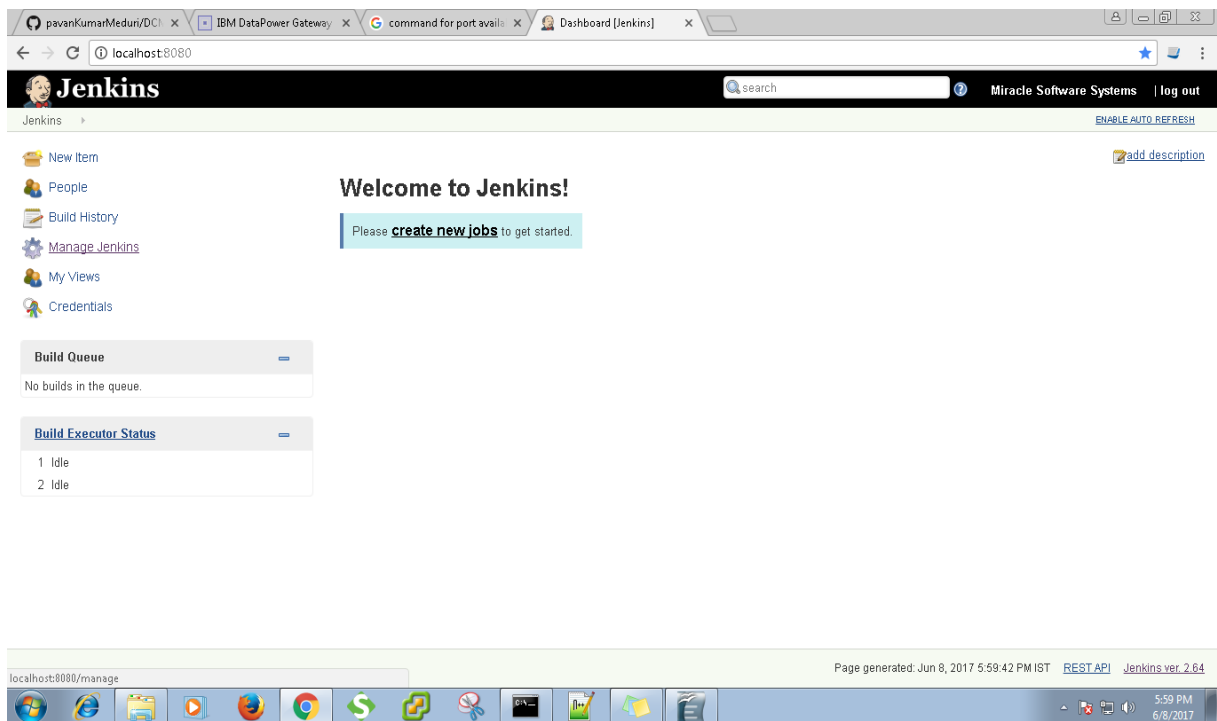 pavanKumarMeduri/DCM
IBM DataPower Gateway
command for port availa
Dashboard [Jenkins]
localhost:8080
Jenkins
search
Miracle Software Systems | log out
Jenkins
ENABLE AUTO REFRESH
New Item
People
Build History
Manage Jenkins
My Views
Credentials
add description
Welcome to Jenkins!
Please create new jobs to get started.
Build Queue
No builds in the queue.
Build Executor Status
1 Idle
2 Idle
Page generated: Jun 8, 2017 5:59:42 PM IST REST API Jenkins ver. 2.64
localhost:8080/manage
5:59 PM
6/8/2017